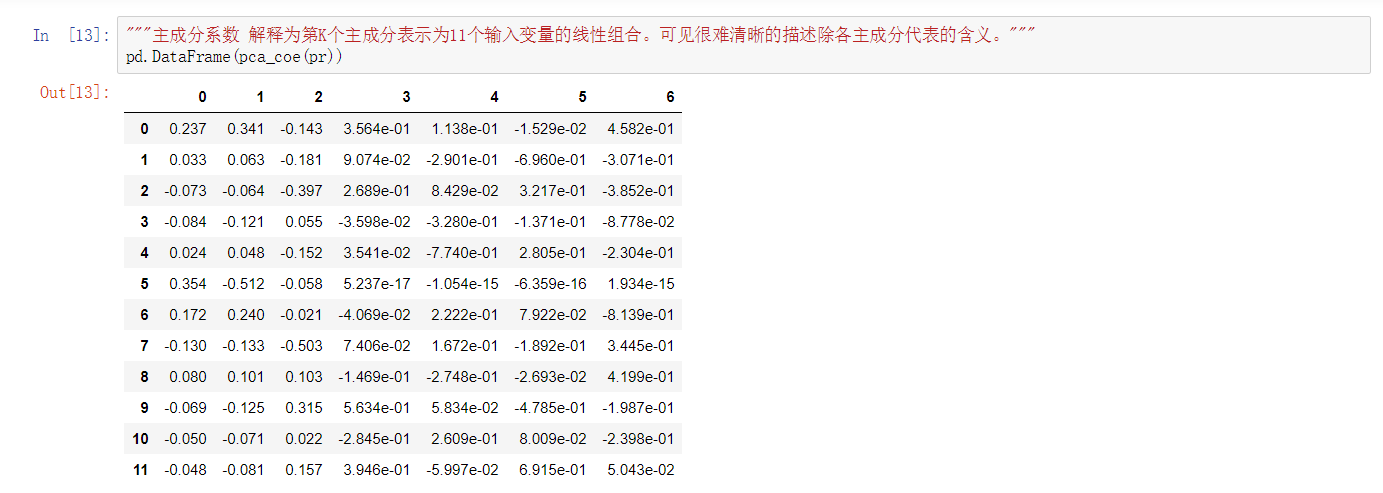 In [13]: """主成分系数 解释为第K个主成分表示为11个输入变量的线性组合。可见很难清晰的描述除各主成分代表的含义。"""
pd.DataFrame(pca_coe(pr))
Out[13]:
0 1 2 3 4 5 6
0 0.237 0.341 -0.143 3.564e-01 1.138e-01 -1.529e-02 4.582e-01
1 0.033 0.063 -0.181 9.074e-02 -2.901e-01 -6.960e-01 -3.071e-01
2 -0.073 -0.064 -0.397 2.689e-01 8.429e-02 3.217e-01 -3.852e-01
3 -0.084 -0.121 0.055 -3.598e-02 -3.280e-01 -1.371e-01 -8.778e-02
4 0.024 0.048 -0.152 3.541e-02 -7.740e-01 2.805e-01 -2.304e-01
5 0.354 -0.512 -0.058 5.237e-17 -1.054e-15 -6.359e-16 1.934e-15
6 0.172 0.240 -0.021 -4.069e-02 2.222e-01 7.922e-02 -8.139e-01
7 -0.130 -0.133 -0.503 7.406e-02 1.672e-01 -1.892e-01 3.445e-01
8 0.080 0.101 0.103 -1.469e-01 -2.748e-01 -2.693e-02 4.199e-01
9 -0.069 -0.125 0.315 5.634e-01 5.834e-02 -4.785e-01 -1.987e-01
10 -0.050 -0.071 0.022 -2.845e-01 2.609e-01 8.009e-02 -2.398e-01
11 -0.048 -0.081 0.157 3.946e-01 -5.997e-02 6.915e-01 5.043e-02